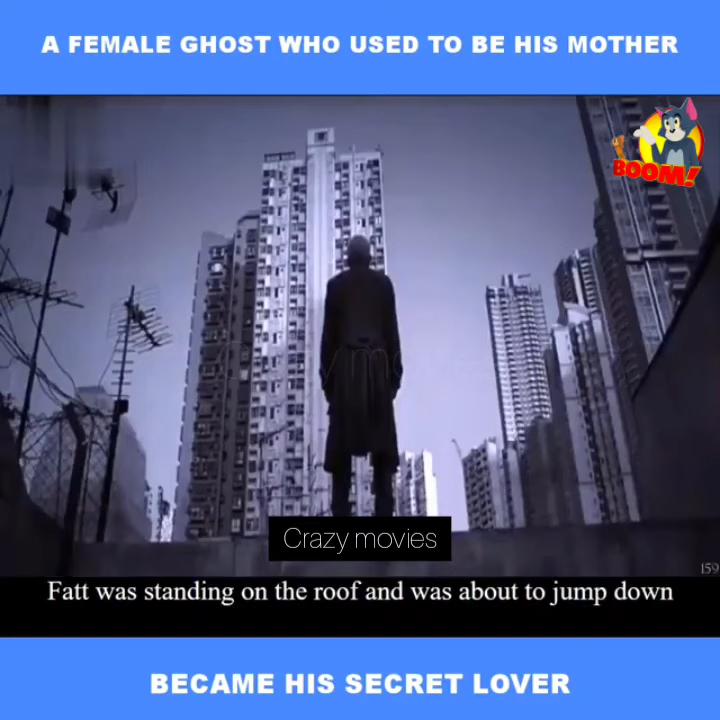 A FEMALE GHOST WHO USED TO BE HIS MOTHER
BOOM!
Crazy movies
159
Fatt was standing on the roof and was about to jump down
BECAME HIS SECRET LOVER